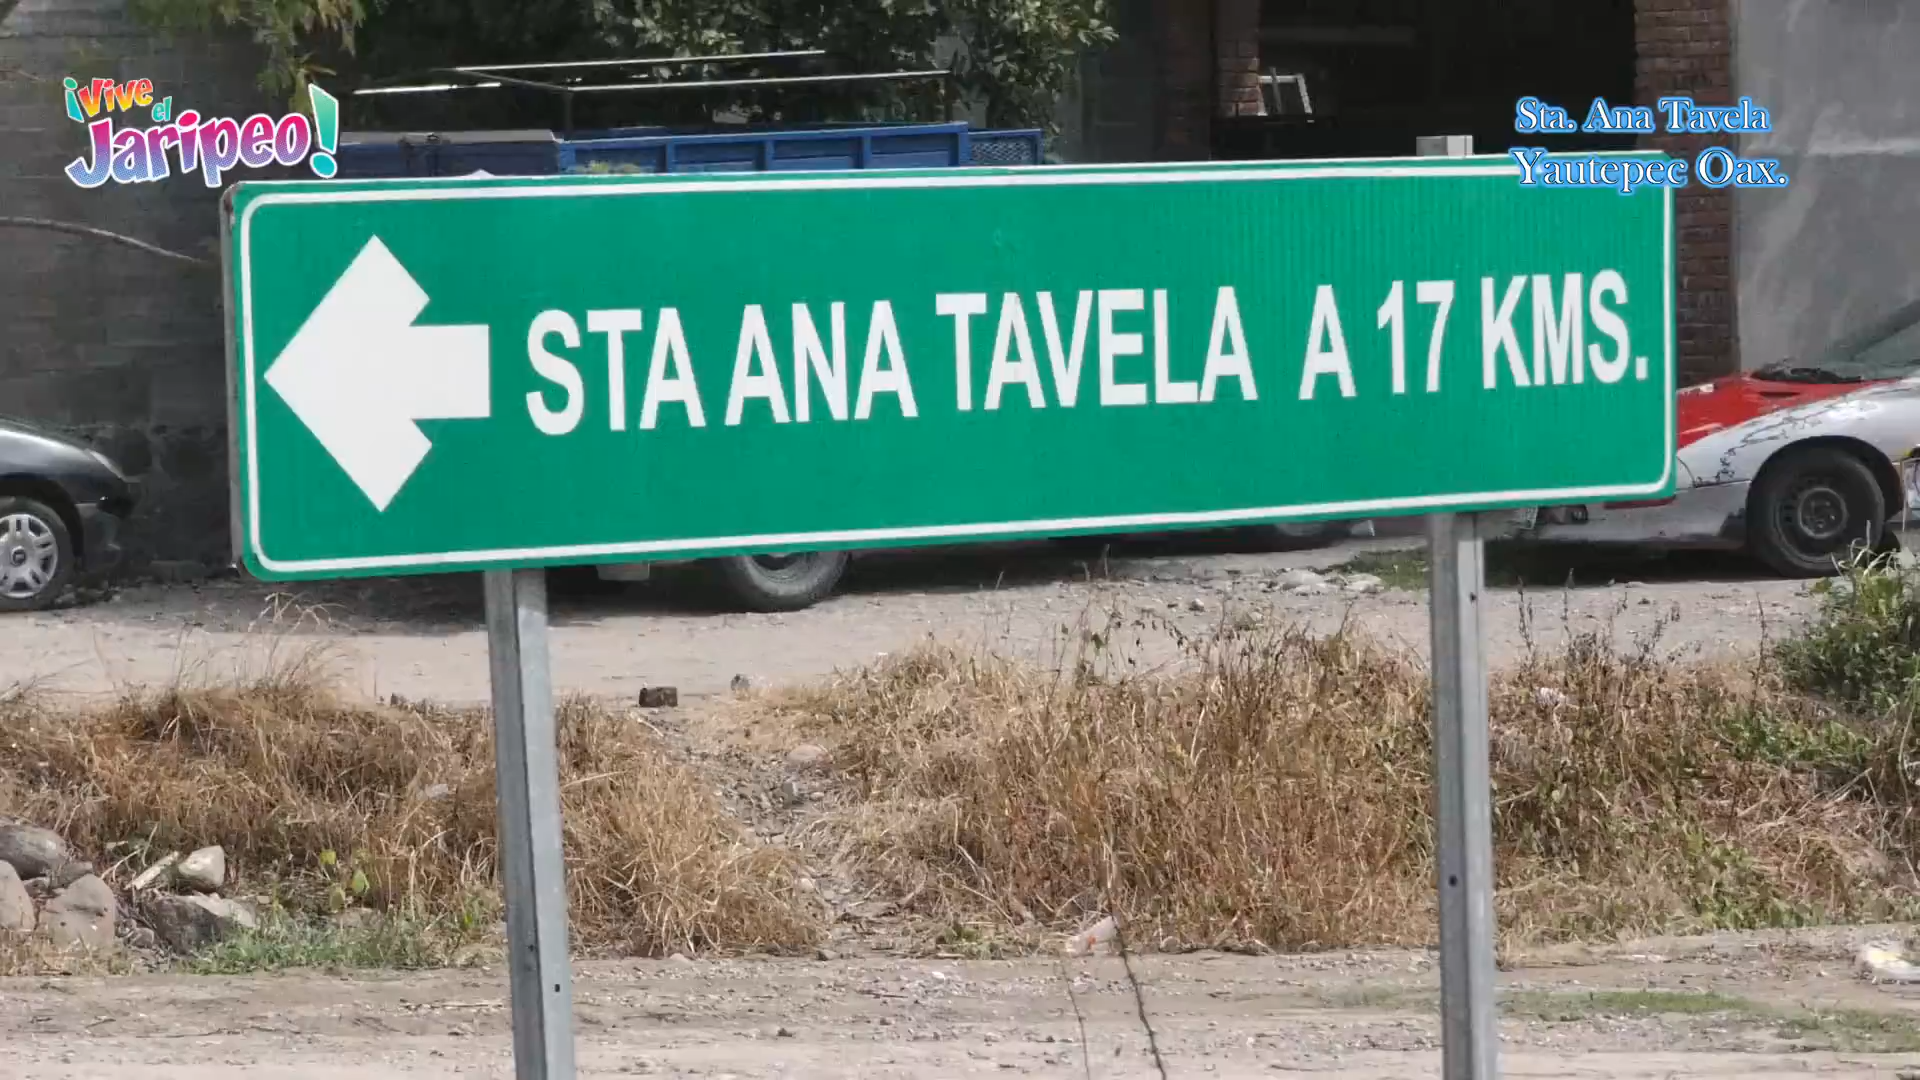 ¡Vive el
Jaripeo!
Sta. Ana Tavela
Yautepec Oax.
STA ANA TAVELA A 17 KMS.